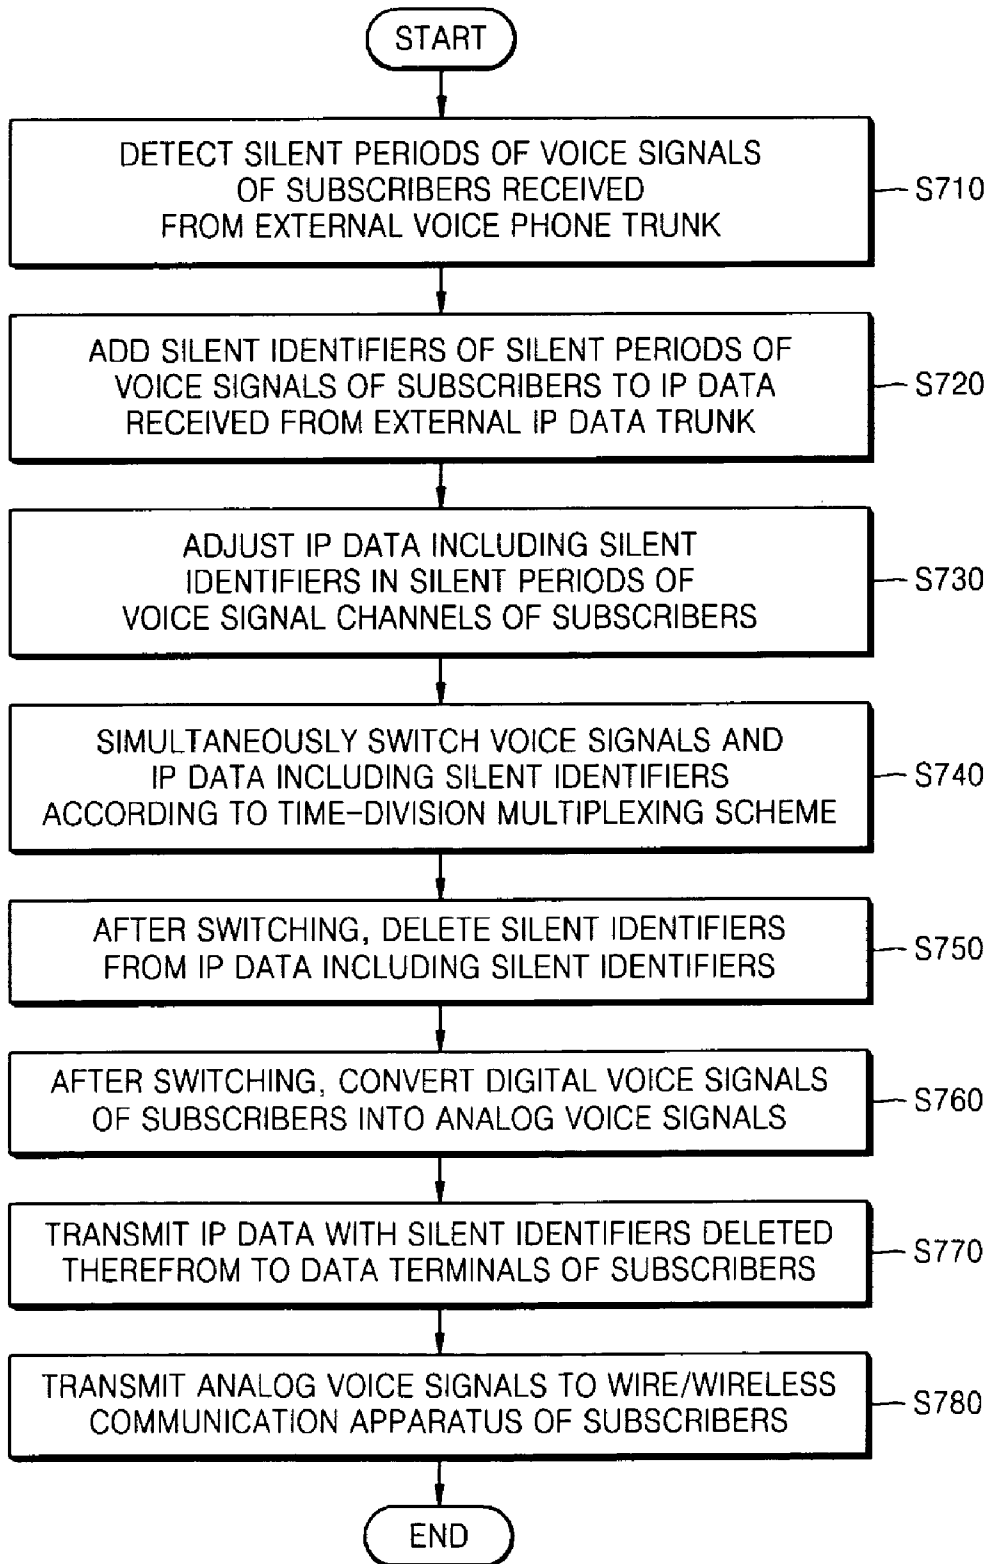 START
DETECT SILENT PERIODS OF VOICE SIGNALS
OF SUBSCRIBERS RECEIVED
FROM EXTERNAL VOICE PHONE TRUNK
S710
ADD SILENT IDENTIFIERS OF SILENT PERIODS OF
VOICE SIGNALS OF SUBSCRIBERS TO IP DATA
RECEIVED FROM EXTERNAL IP DATA TRUNK
S720
ADJUST IP DATA INCLUDING SILENT
IDENTIFIERS IN SILENT PERIODS OF
VOICE SIGNAL CHANNELS OF SUBSCRIBERS
S730
SIMULTANEOUSLY SWITCH VOICE SIGNALS AND
IP DATA INCLUDING SILENT IDENTIFIERS
ACCORDING TO TIME-DIVISION MULTIPLEXING SCHEME
S740
AFTER SWITCHING, DELETE SILENT IDENTIFIERS
FROM IP DATA INCLUDING SILENT IDENTIFIERS
S750
AFTER SWITCHING, CONVERT DIGITAL VOICE SIGNALS
OF SUBSCRIBERS INTO ANALOG VOICE SIGNALS
S760
TRANSMIT IP DATA WITH SILENT IDENTIFIERS DELETED
THEREFROM TO DATA TERMINALS OF SUBSCRIBERS
S770
TRANSMIT ANALOG VOICE SIGNALS TO WIRE/WIRELESS
COMMUNICATION APPARATUS OF SUBSCRIBERS
S780
END